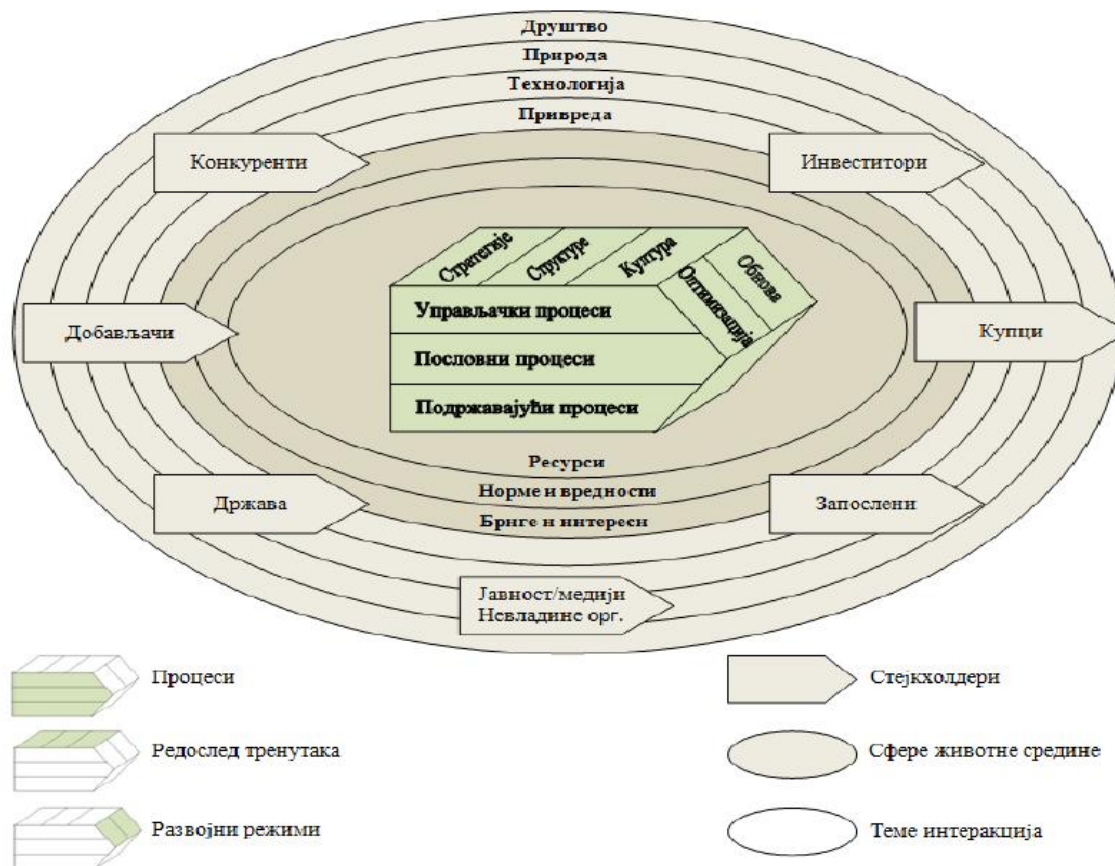 Друштво
Природа
Технологија
Привреда
Конкуренти
Инвеститори
Стратегије
Структуре
Култура
Обнова
Оптимизација
Управљачки процеси
Добављачи
Купци
Пословни процеси
Подржавајући процеси
Ресурси
Норме и вредности
Држава
Запослени
Бриге и интереси
Јавност/медији
Невладине орг.
Процеси
Стејкхолдери
Редослед тренутака
Сфере животне средине
Развојни режими
Теме интеракција